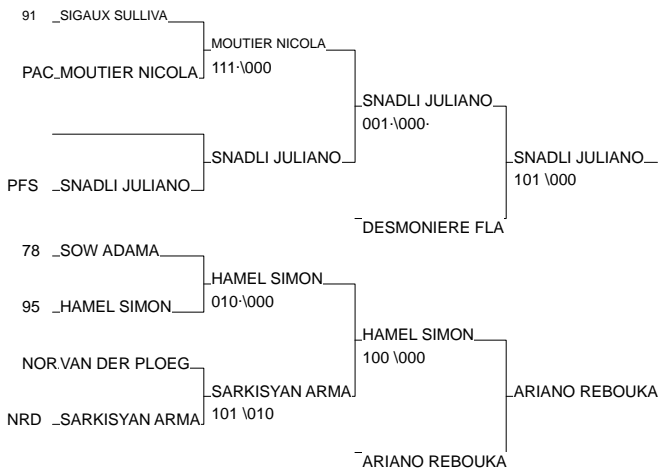 91 SIGAUX SULLIVA
MOUTIER NICOLA
PAC MOUTIER NICOLA
111·\000
SNADLI JULIANO
001·\000·
SNADLI JULIANO
SNADLI JULIANO
101 \000
PFS SNADLI JULIANO
DESMONIERE FLA
78 SOW ADAMA
HAMEL SIMON
010·\000
95 HAMEL SIMON
HAMEL SIMON
100 \000
NOR VAN DER PLOEG
SARKISYAN ARMA
101 \010
ARIANO REBOUKA
NRD SARKISYAN ARMA
ARIANO REBOUKA